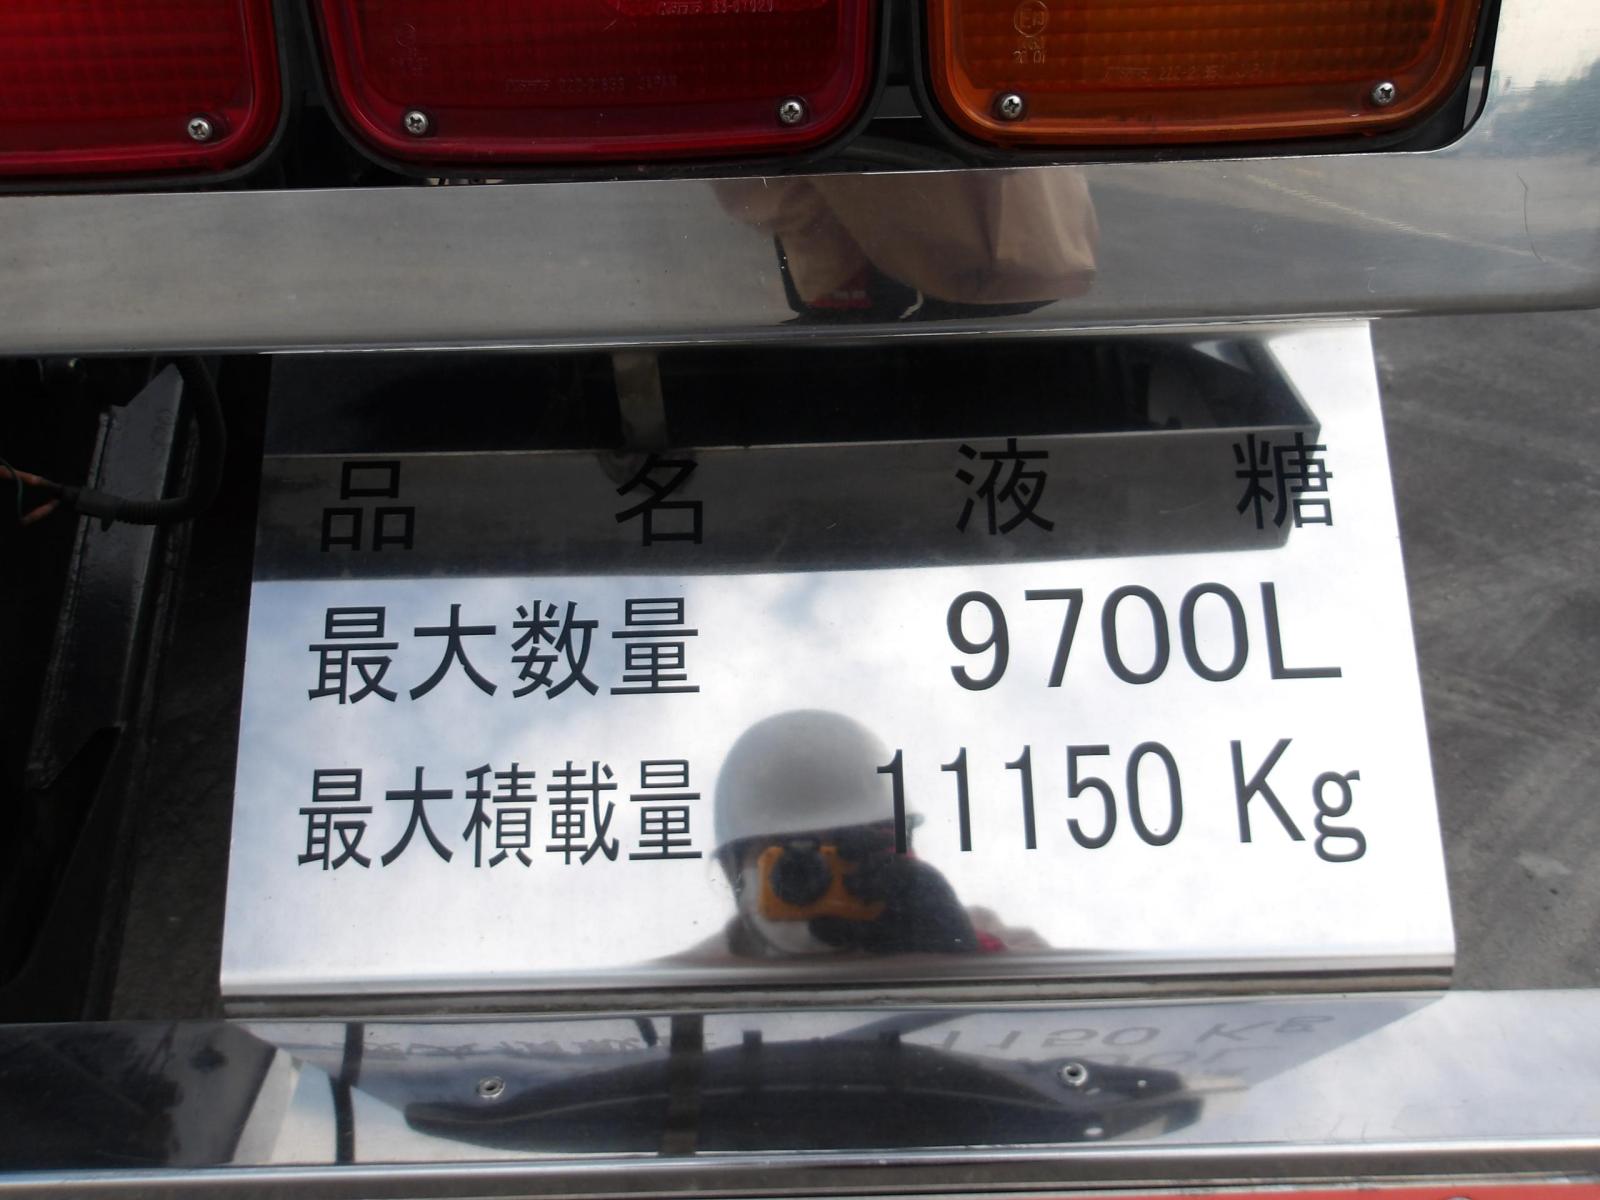 品名 液糖
最大数量 9700L
最大積載量 11150 Kg